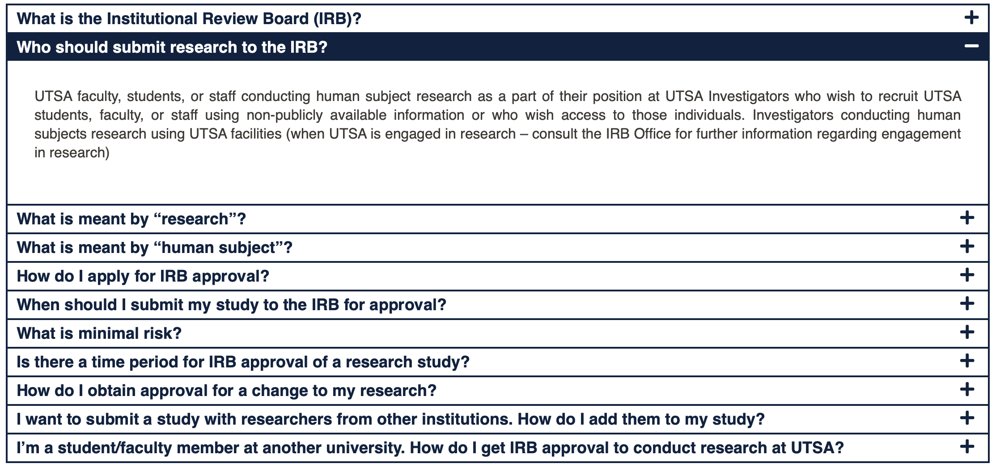 What is the Institutional Review Board (IRB)?
Who should submit research to the IRB?
UTSA faculty, students, or staff conducting human subject research as a part of their position at UTSA Investigators who wish to recruit UTSA
students, faculty, or staff using non-publicly available information or who wish access to those individuals. Investigators conducting human
subjects research using UTSA facilities (when UTSA is engaged in research – consult the IRB Office for further information regarding engagement
in research)
What is meant by “research”?
What is meant by “human subject”?
How do I apply for IRB approval?
When should I submit my study to the IRB for approval?
What is minimal risk?
Is there a time period for IRB approval of a research study?
How do I obtain approval for a change to my research?
I want to submit a study with researchers from other institutions. How do I add them to my study?
I’m a student/faculty member at another university. How do I get IRB approval to conduct research at UTSA?